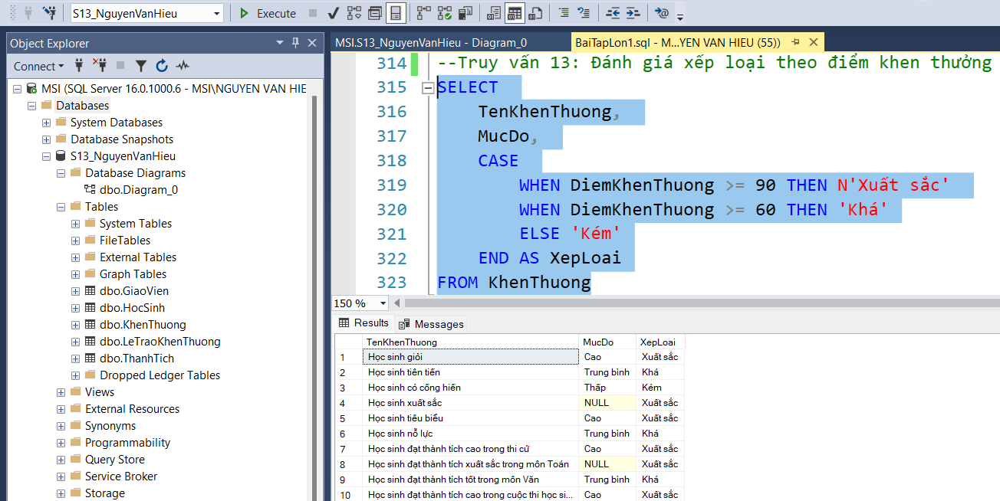 S13_NguyenVanHieu
Execute
Object Explorer
Connect
MSI (SQL Server 16.0.1000.6 - MSI\NGUYEN VAN HIE
Databases
System Databases
Database Snapshots
S13_NguyenVanHieu
Database Diagrams
dbo.Diagram_0
Tables
System Tables
FileTables
External Tables
Graph Tables
dbo.GiaoVien
dbo.HocSinh
dbo.KhenThuong
dbo.LeTraoKhenThuong
dbo.ThanhTich
Dropped Ledger Tables
Views
External Resources
Synonyms
Programmability
Query Store
Service Broker
Storage
MSI.S13_NguyenVanHieu - Diagram_0
BaiTapLon1.sql - M...YEN VAN HIEU (55))
314 --Truy vấn 13: Đánh giá xếp loại theo điểm khen thưởng
315 SELECT
316 TenKhenThuong,
317 MucDo,
318 CASE
319 WHEN DiemKhenThuong >= 90 THEN N'Xuất sắc'
320 WHEN DiemKhenThuong >= 60 THEN 'Khá'
321 ELSE 'Kém'
322 END AS XepLoai
323 FROM KhenThuong
150 %
Results Messages
TenKhenThuong MucDo XepLoai
1 Học sinh giỏi Cao Xuất sắc
2 Học sinh tiên tiến Trung bình Khá
3 Học sinh có cống hiến Thấp Kém
4 Học sinh xuất sắc NULL Xuất sắc
5 Học sinh tiêu biểu Cao Xuất sắc
6 Học sinh nỗ lực Trung bình Khá
7 Học sinh đạt thành tích cao trong thi cử Cao Xuất sắc
8 Học sinh đạt thành tích xuất sắc trong môn Toán NULL Xuất sắc
9 Học sinh đạt thành tích tốt trong môn Văn Trung bình Khá
10 Học sinh đạt thành tích cao trong cuộc thi học si... Cao Xuất sắc